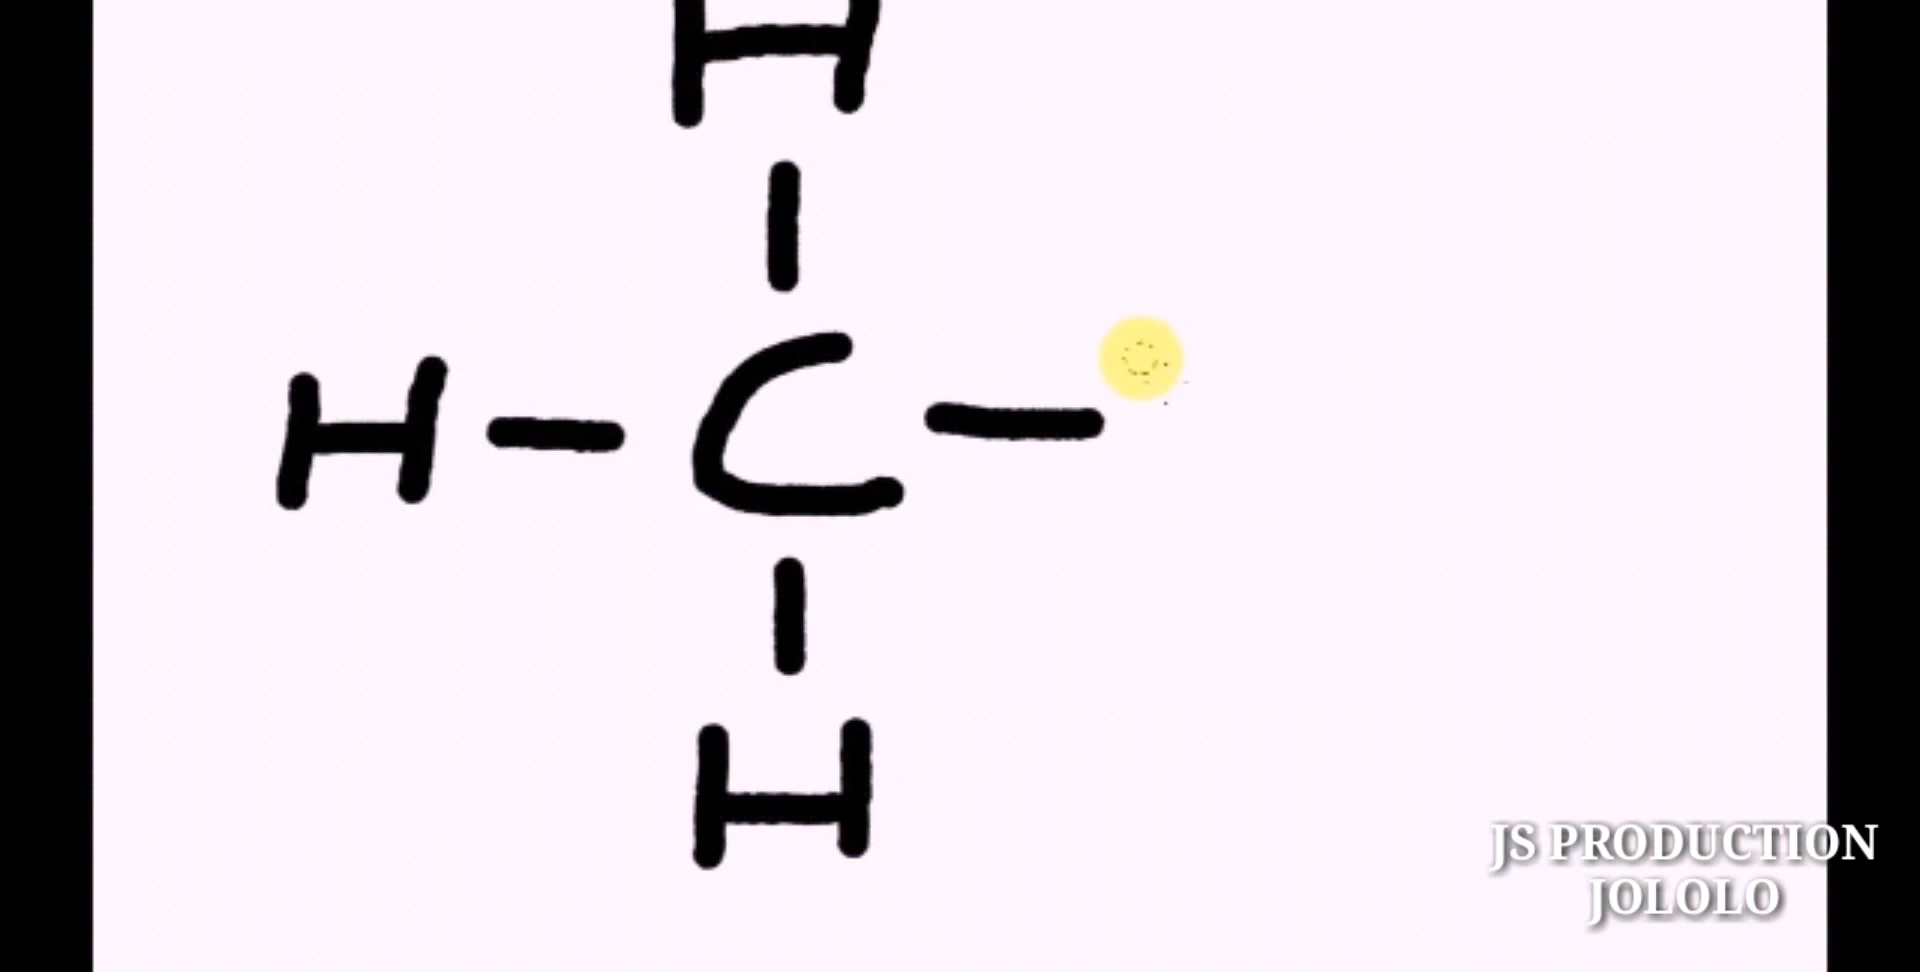 H
H - C -
H
JS PRODUCTION
JOLOLO